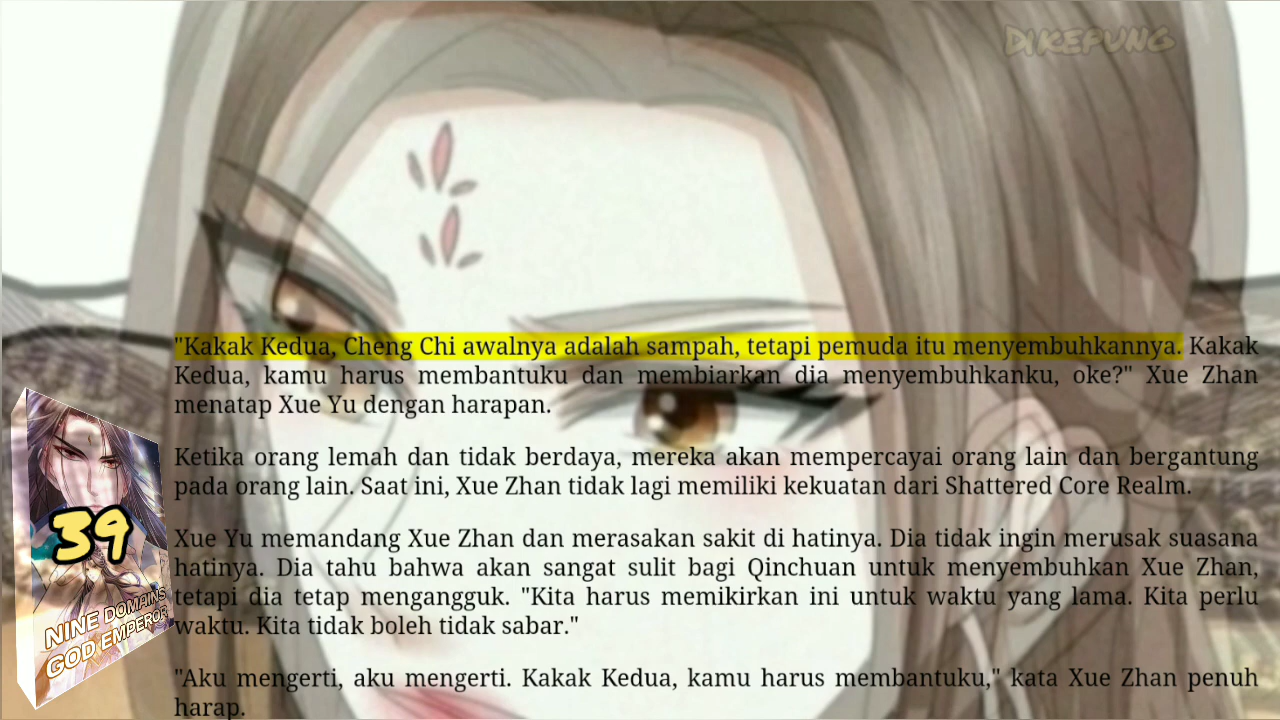 DIKEPUNG
"Kakak Kedua, Cheng Chi awalnya adalah sampah, tetapi pemuda itu menyembuhkannya. Kakak
Kedua, kamu harus membantuku dan membiarkan dia menyembuhkanku, oke?" Xue Zhan
menatap Xue Yu dengan harapan.
Ketika orang lemah dan tidak berdaya, mereka akan mempercayai orang lain dan bergantung
pada orang lain. Saat ini, Xue Zhan tidak lagi memiliki kekuatan dari Shattered Core Realm.
Xue Yu memandang Xue Zhan dan merasakan sakit di hatinya. Dia tidak ingin merusak suasana
hatinya. Dia tahu bahwa akan sangat sulit bagi Qinchuan untuk menyembuhkan Xue Zhan,
tetapi dia tetap mengangguk. "Kita harus memikirkan ini untuk waktu yang lama. Kita perlu
waktu. Kita tidak boleh tidak sabar."
"Aku mengerti, aku mengerti. Kakak Kedua, kamu harus membantuku," kata Xue Zhan penuh
harap.
39
NINE DOMAINS
GOD EMPEROR